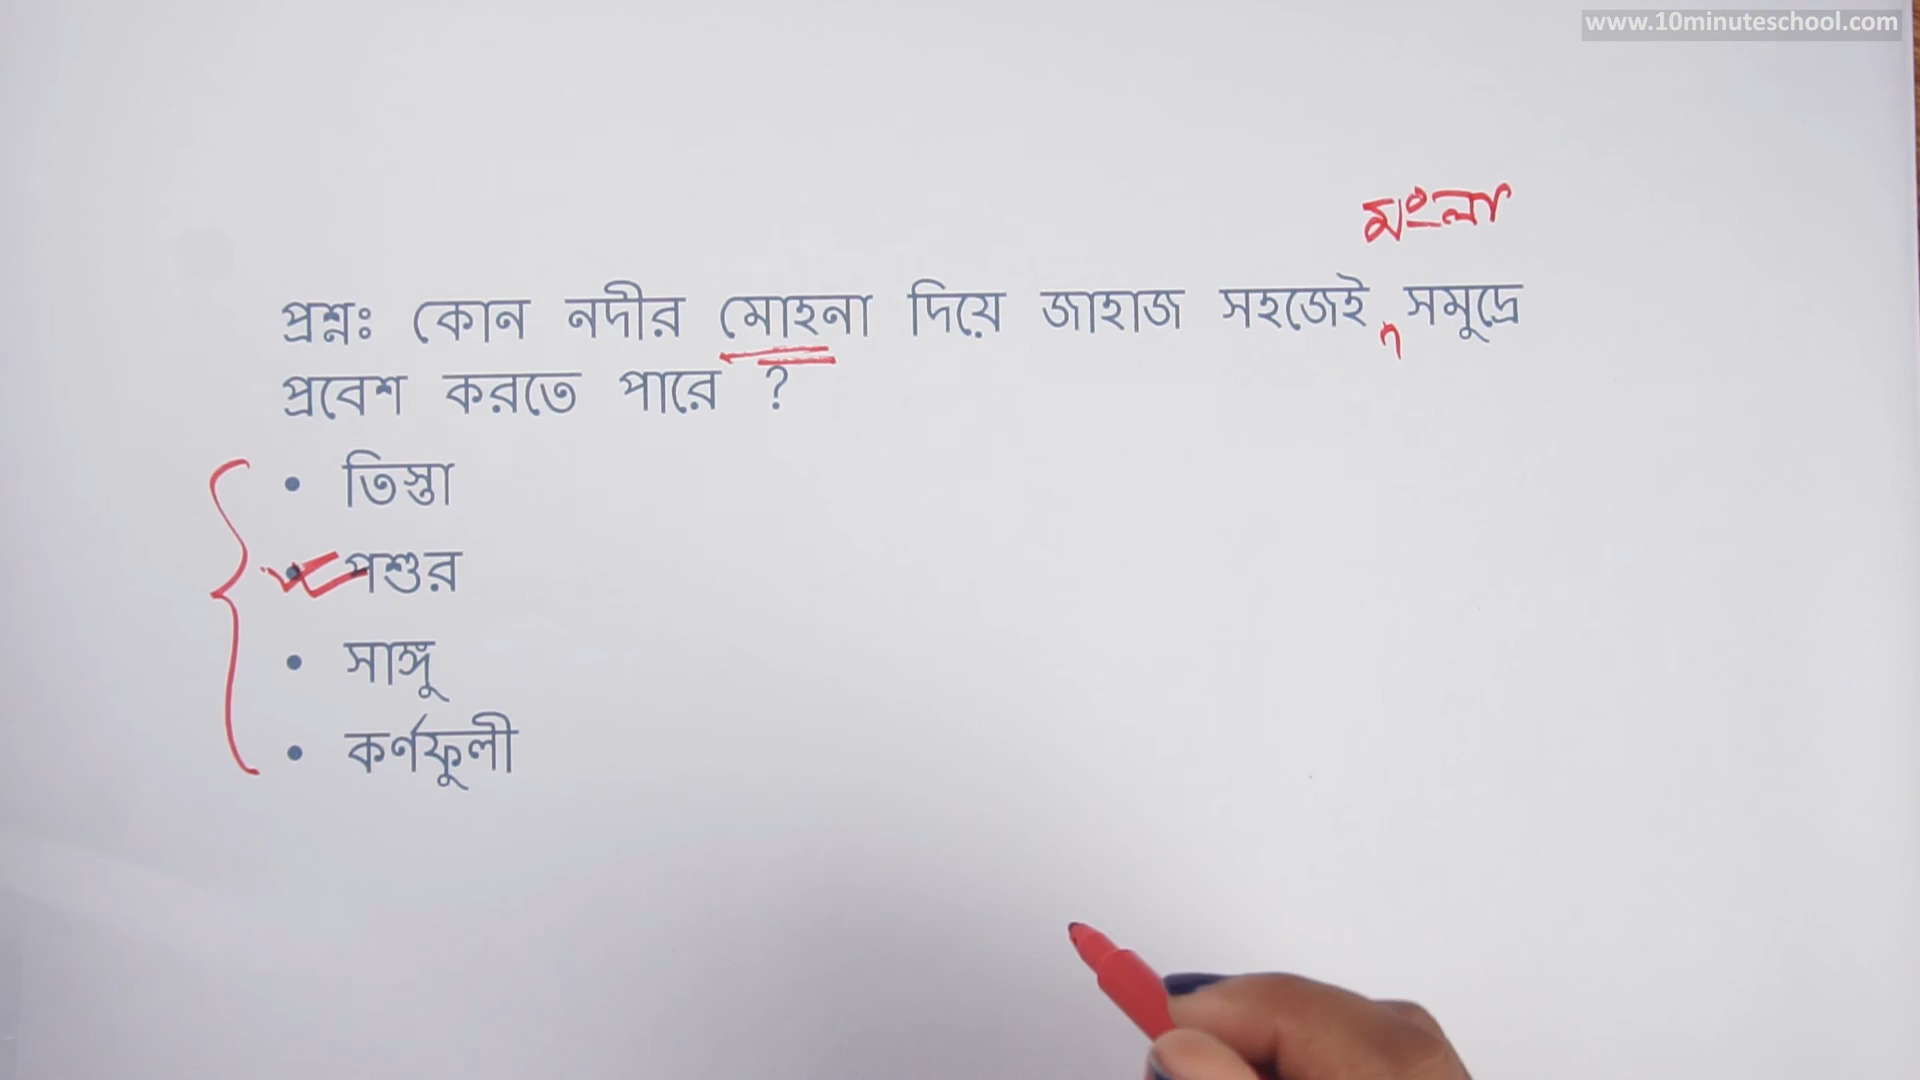 www.10minuteschool.com
মংলা
প্রশ্নঃ কোন নদীর মোহনা দিয়ে জাহাজ সহজেই সমুদ্রে
প্রবেশ করতে পারে ?
• তিস্তা
• পশুর
• সাঙ্গু
• কর্ণফূলী